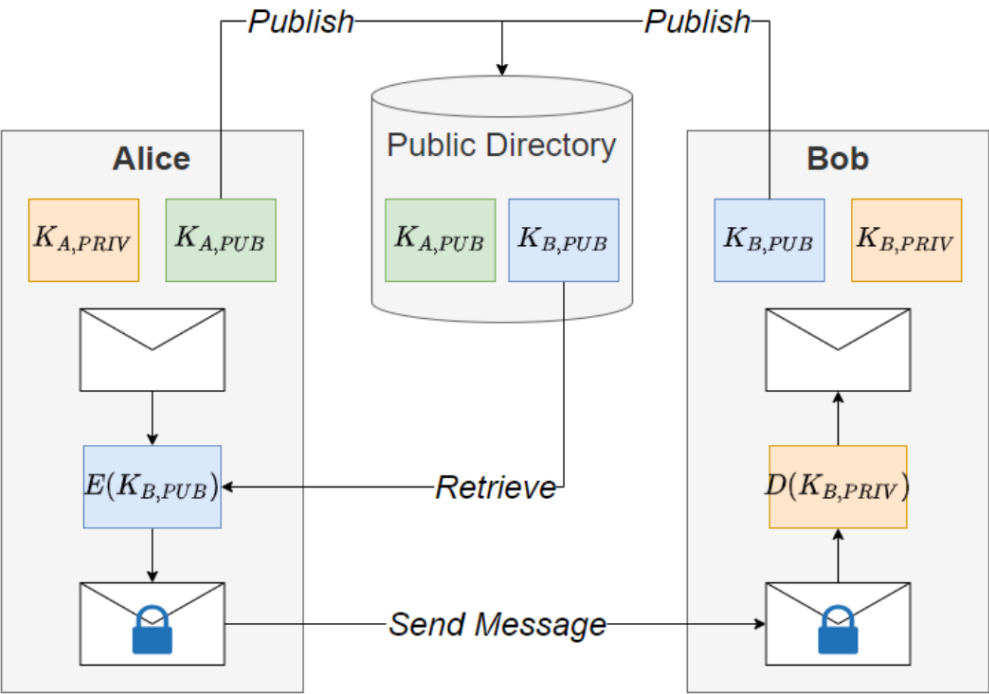 Publish
Publish
Public Directory
Alice
Bob
K_{A,PRIV}
K_{A,PUB}
K_{A,PUB}
K_{B,PUB}
K_{B,PUB}
K_{B,PRIV}
E(K_{B,PUB})
Retrieve
D(K_{B,PRIV})
Send Message